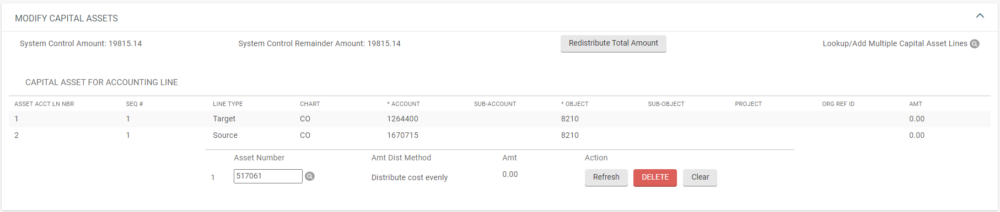 MODIFY CAPITAL ASSETS
System Control Amount: 19815.14 System Control Remainder Amount: 19815.14 Redistribute Total Amount Lookup/Add Multiple Capital Asset Lines
CAPITAL ASSET FOR ACCOUNTING LINE
ASSET ACCT LN NBR SEQ # LINE TYPE CHART * ACCOUNT SUB-ACCOUNT * OBJECT SUB-OBJECT PROJECT ORG REF ID AMT
1 1 Target CO 1264400 8210 0.00
2 1 Source CO 1670715 8210 0.00
Asset Number Amt Dist Method Amt Action
1 517061 Distribute cost evenly 0.00 Refresh DELETE Clear